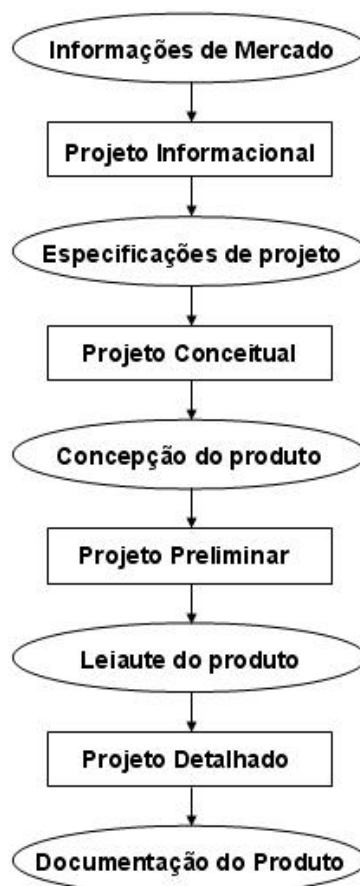 Informações de Mercado
Projeto Informacional
Especificações de projeto
Projeto Conceitual
Concepção do produto
Projeto Preliminar
Leiaute do produto
Projeto Detalhado
Documentação do Produto